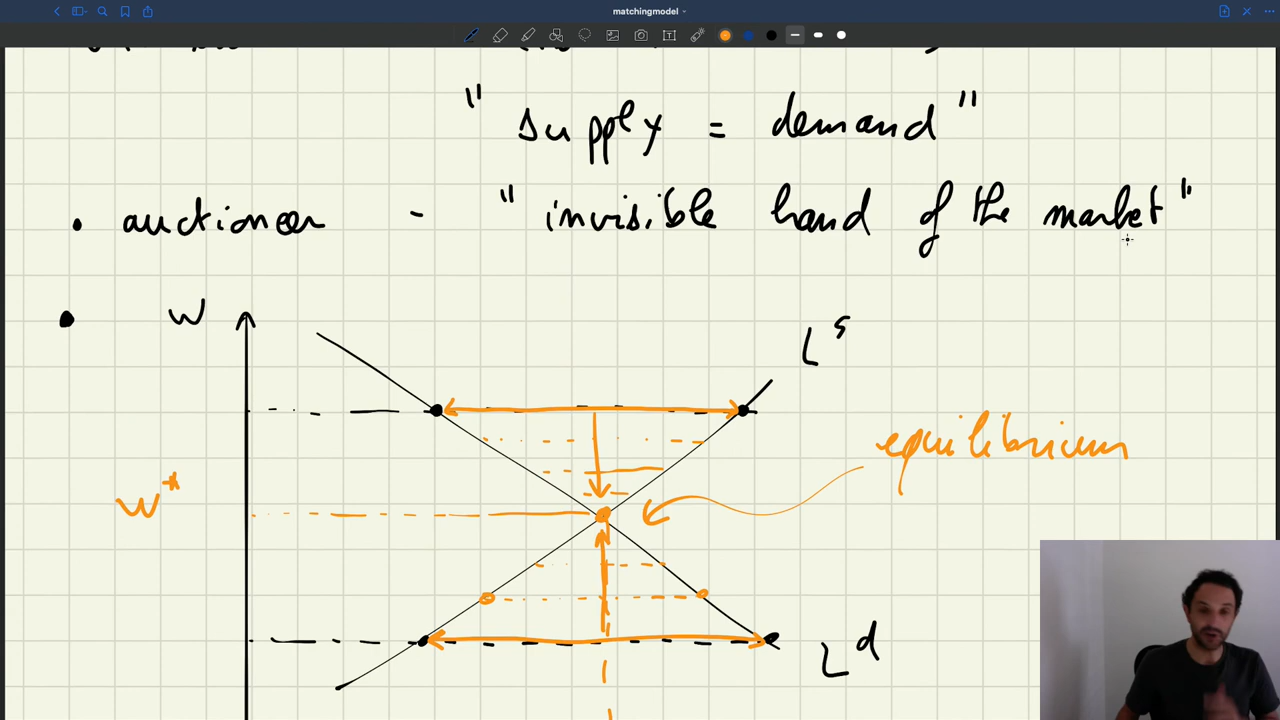 matchingmodel
" supply = demand "
• auctioneer - " invisible hand of the market "
• W
L^s
equilibrium
W*
L^d